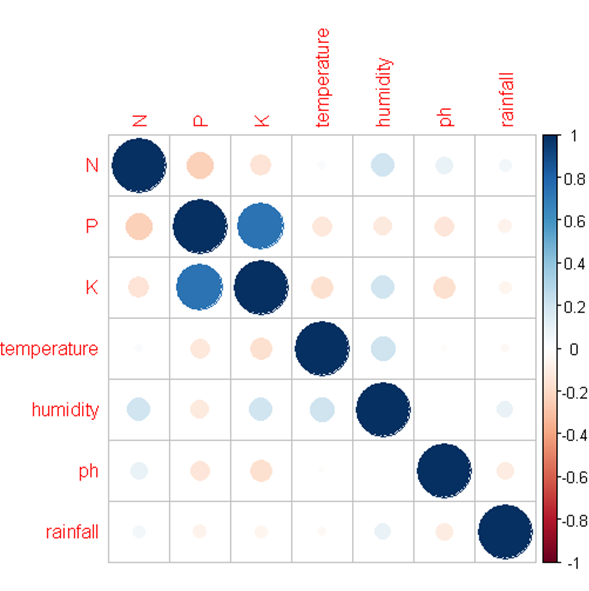 N
P
K
temperature
humidity
ph
rainfall
N
P
K
temperature
humidity
ph
rainfall
1
0.8
0.6
0.4
0.2
0
-0.2
-0.4
-0.6
-0.8
-1